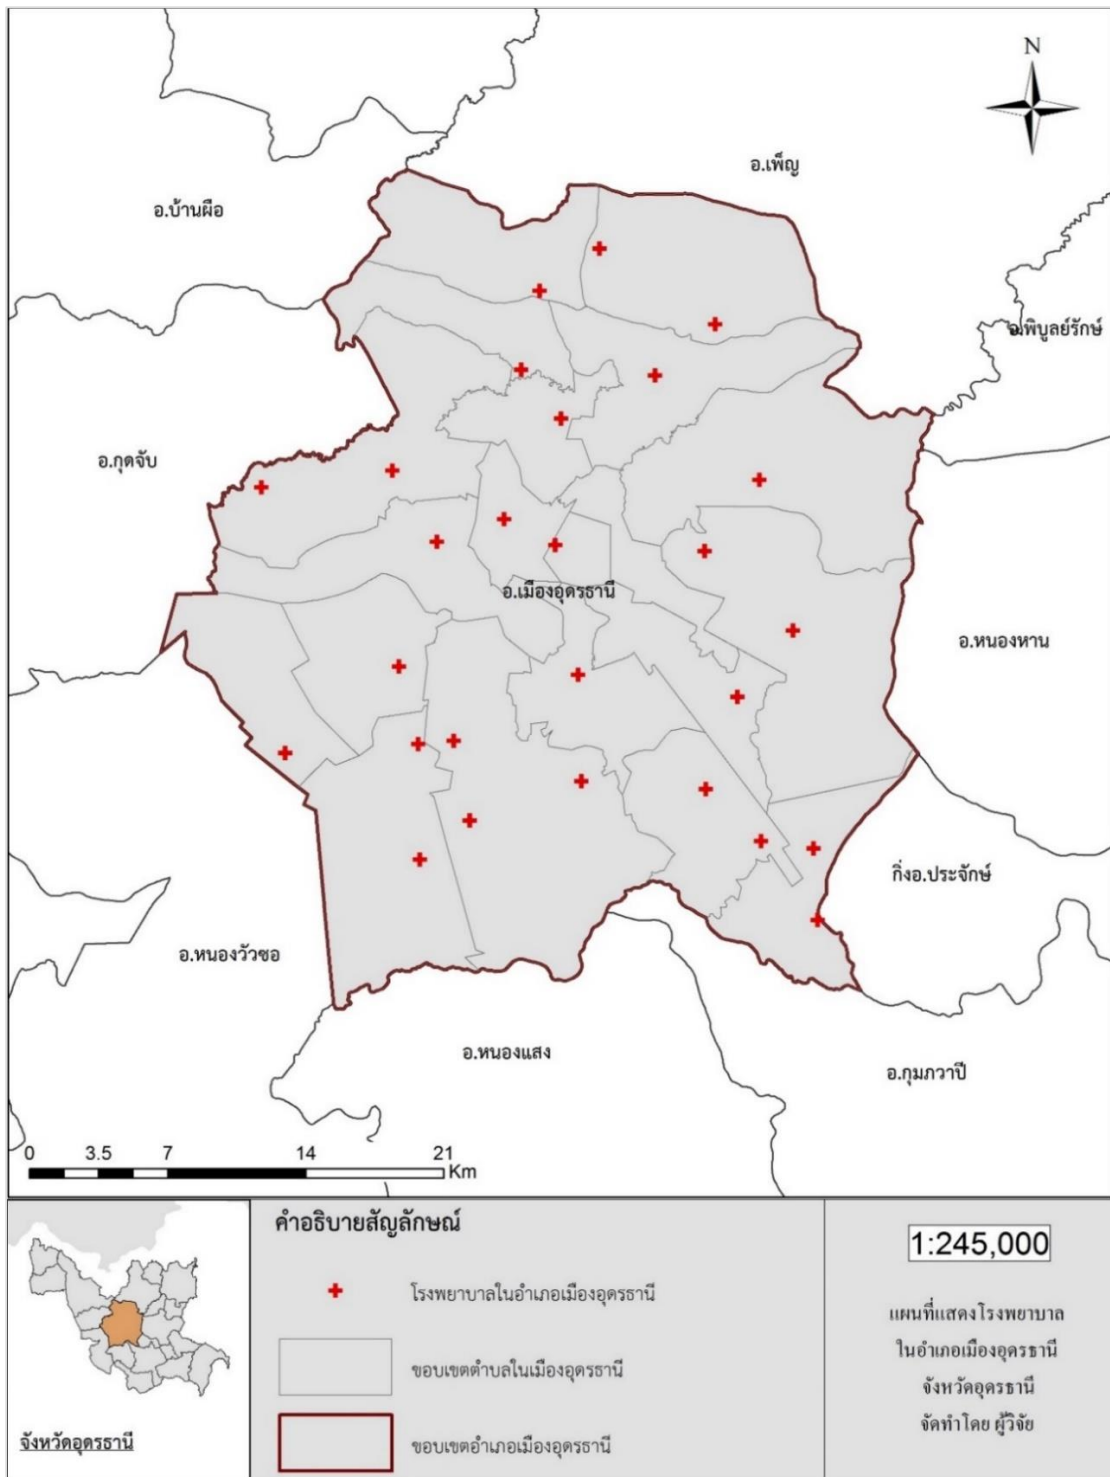 N
อ.เพ็ญ
อ.บ้านผือ
อ.พิบูลย์รักษ์
อ.กุดจับ
อ.เมืองอุดรธานี
อ.หนองหาน
กิ่งอ.ประจักษ์
อ.หนองวัวซอ
อ.หนองแสง
อ.กุมภวาปี
0 3.5 7 14 21
Km
คำอธิบายสัญลักษณ์
โรงพยาบาลในอำเภอเมืองอุดรธานี
ขอบเขตตำบลในเมืองอุดรธานี
ขอบเขตอำเภอเมืองอุดรธานี
จังหวัดอุดรธานี
1:245,000
แผนที่แสดงโรงพยาบาล
ในอำเภอเมืองอุดรธานี
จังหวัดอุดรธานี
จัดทำโดย ผู้วิจัย